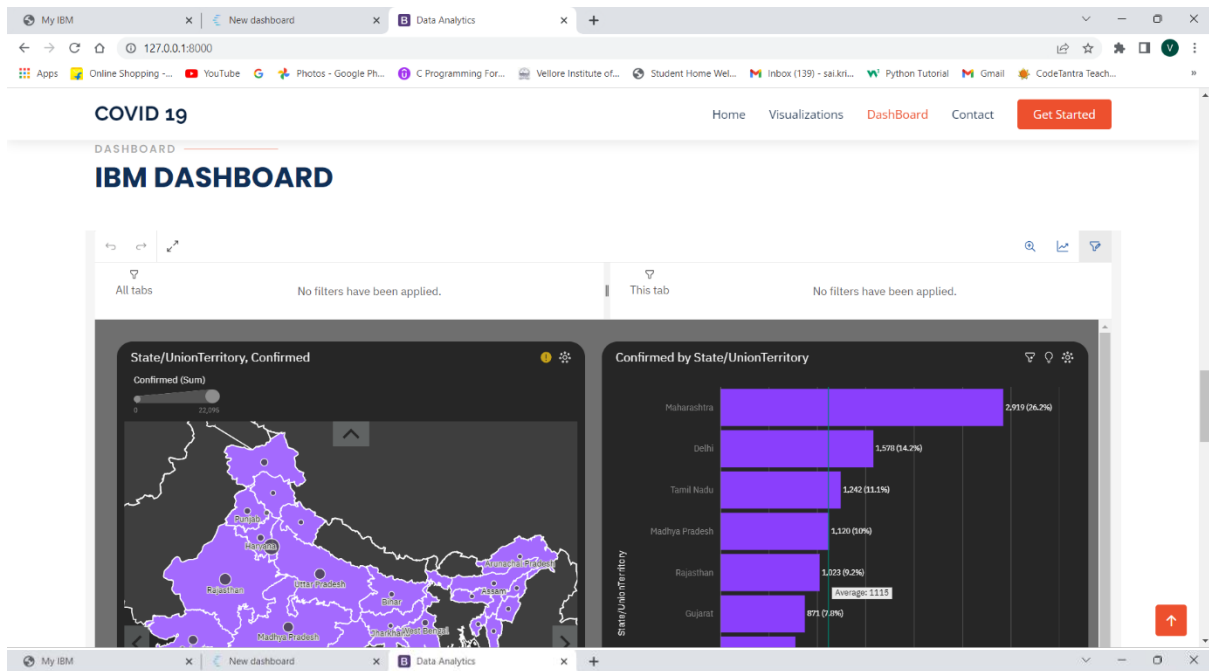 My IBM
New dashboard
Data Analytics
127.0.0.1:8000
Apps
Online Shopping -...
YouTube
Photos - Google Ph...
C Programming For...
Vellore Institute of...
Student Home Wel...
Inbox (139) - sai.kri...
Python Tutorial
Gmail
CodeTantra Teach...
COVID 19
Home
Visualizations
DashBoard
Contact
Get Started
DASHBOARD
IBM DASHBOARD
All tabs
No filters have been applied.
This tab
No filters have been applied.
State/UnionTerritory, Confirmed
Confirmed (Sum)
0
22,095
Punjab
Haryana
Rajasthan
Uttar Pradesh
Bihar
Arunachal Pradesh
Assam
Madhya Pradesh
Jharkhand
West Bengal
Confirmed by State/UnionTerritory
State/UnionTerritory
Maharashtra
2,919 (26.2%)
Delhi
1,578 (14.2%)
Tamil Nadu
1,242 (11.1%)
Madhya Pradesh
1,120 (10%)
Rajasthan
1,023 (9.2%)
Average: 1115
Gujarat
871 (7.8%)
My IBM
New dashboard
Data Analytics